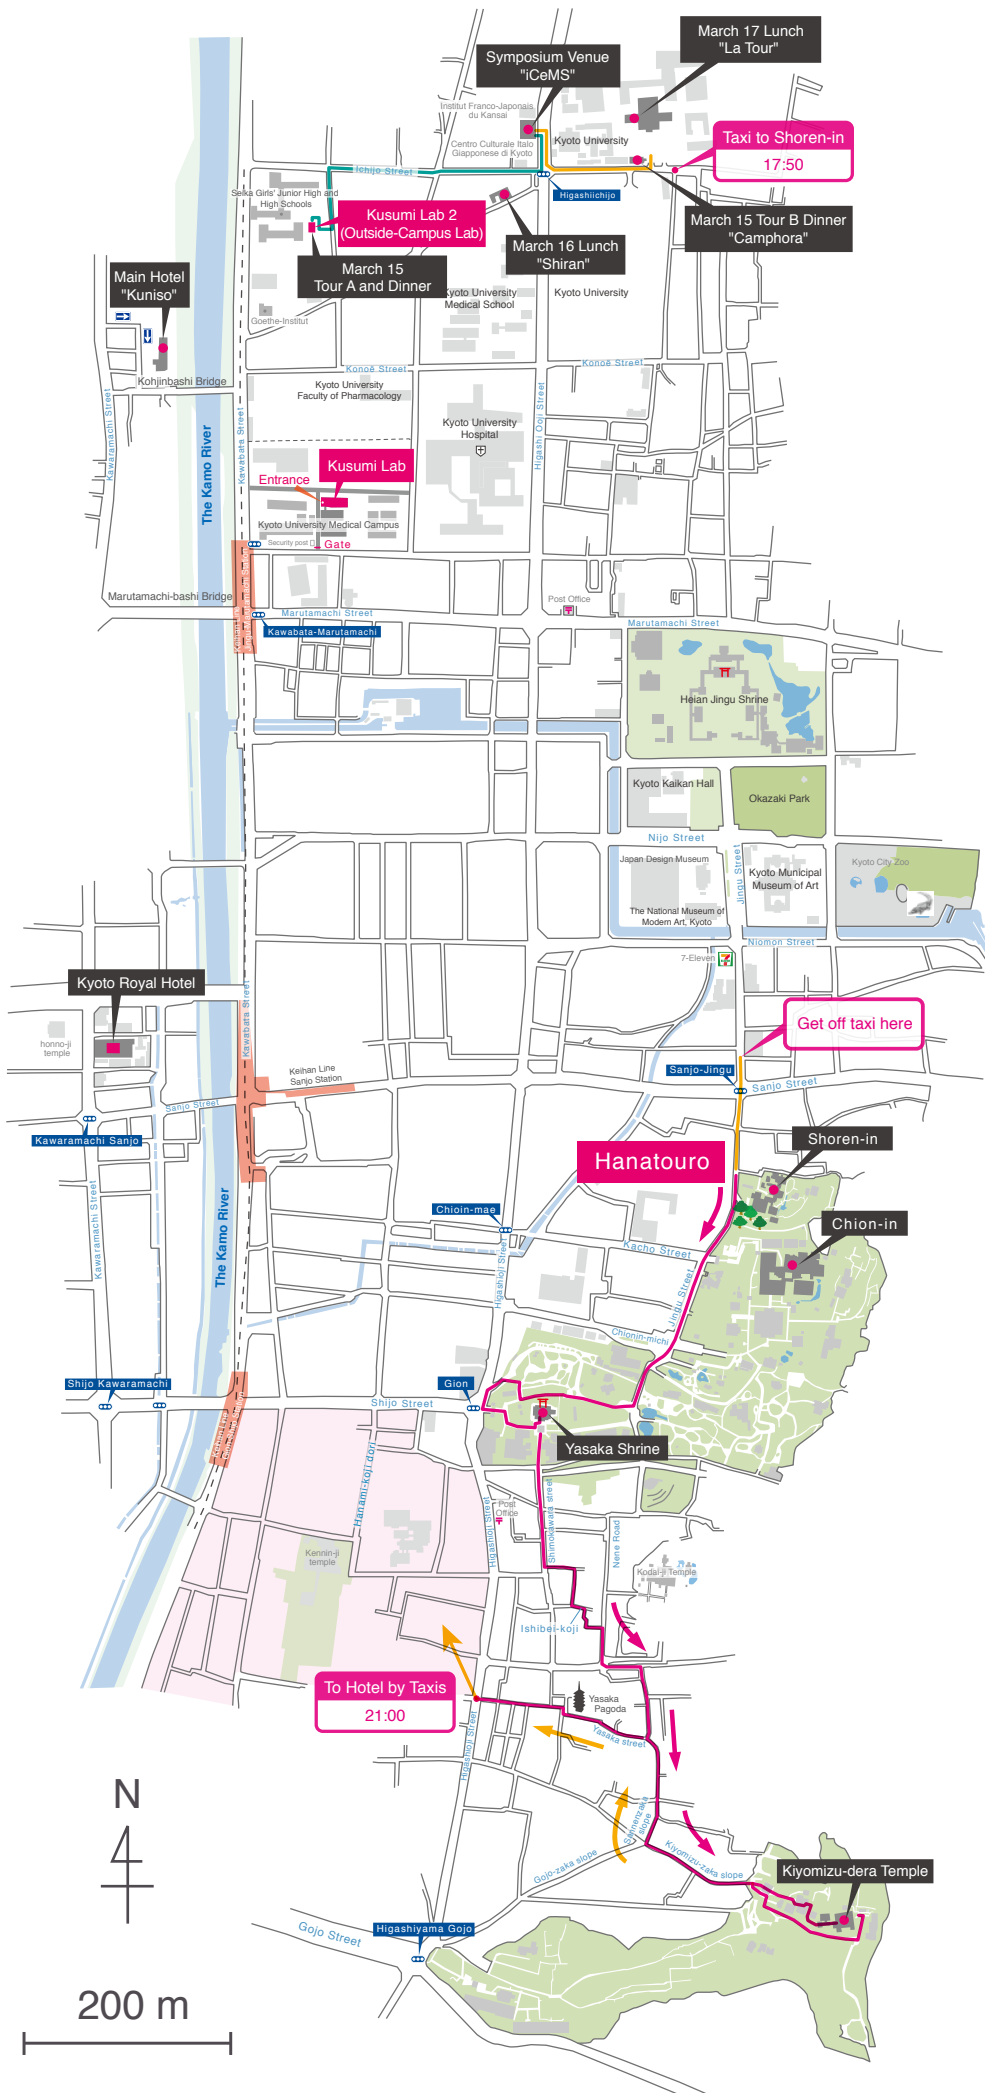 March 17 Lunch
"La Tour"
Symposium Venue
"iCeMS"
Institut Franco-Japonais
du Kansai
Centro Culturale Italo
Giapponese di Kyoto
Kyoto University
Taxi to Shoren-in
17:50
Ichijo Street
Higashiichijo
Seika Girls' Junior High and
High Schools
Kusumi Lab 2
(Outside-Campus Lab)
March 15 Tour B Dinner
"Camphora"
March 16 Lunch
"Shiran"
March 15
Tour A and Dinner
Main Hotel
"Kuniso"
Kyoto University
Medical School
Kyoto University
Goethe-Institut
Konoē Street
Konoē Street
Kohjinbashi Bridge
Kyoto University
Faculty of Pharmacology
Kawaramachi Street
Kawabata Street
Higashi Ooji Street
Kyoto University
Hospital
The Kamo River
Kusumi Lab
Entrance
Kyoto University Medical Campus
Security post
Gate
Marutamachi-bashi Bridge
Marutamachi Street
Kawabata-Marutamachi
Post Office
Marutamachi Street
Heian Jingu Shrine
Kyoto Kaikan Hall
Okazaki Park
Nijo Street
Japan Design Museum
Jingu Street
Kyoto Municipal
Museum of Art
Kyoto City Zoo
The National Museum of
Modern Art, Kyoto
Niomon Street
7-Eleven
Kyoto Royal Hotel
Kawabata Street
honno-ji
temple
Get off taxi here
Keihan Line
Sanjo Station
Sanjo-Jingu
Sanjo Street
Sanjo Street
Kawaramachi Sanjo
Shoren-in
Hanatouro
Kawaramachi Street
The Kamo River
Chioin-mae
Chion-in
Kacho Street
Higashioji Street
Jingu Street
Chionin-michi
Shijo Kawaramachi
Gion
Shijo Street
Yasaka Shrine
Hanami-koji dori
Higashioji Street
Post
Office
Shimokawara street
Nene Road
Kennin-ji
temple
Kodai-ji Temple
Ishibei-koji
To Hotel by Taxis
21:00
Yasaka
Pagoda
Yasaka street
Higashioji Street
N
Sannenzaka
slope
Kiyomizu-zaka slope
Gojo-zaka slope
Kiyomizu-dera Temple
Gojo Street
Higashiyama Gojo
200 m